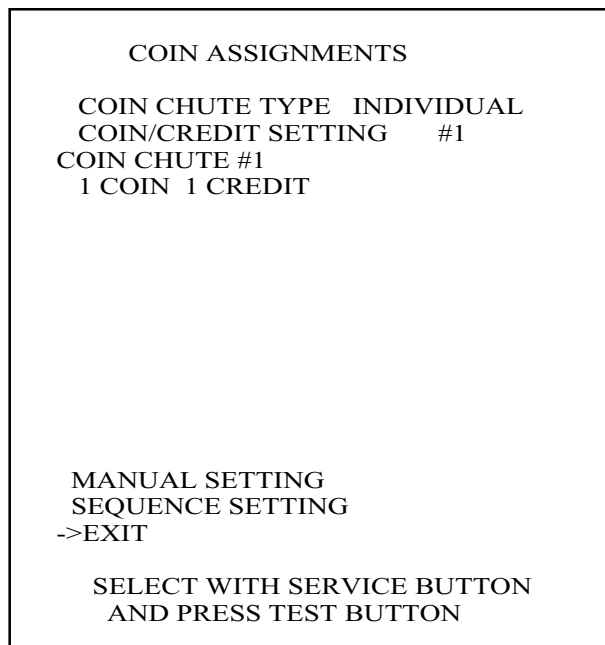 COIN ASSIGNMENTS
COIN CHUTE TYPE INDIVIDUAL
COIN/CREDIT SETTING #1
COIN CHUTE #1
1 COIN 1 CREDIT
MANUAL SETTING
SEQUENCE SETTING
->EXIT
SELECT WITH SERVICE BUTTON
AND PRESS TEST BUTTON